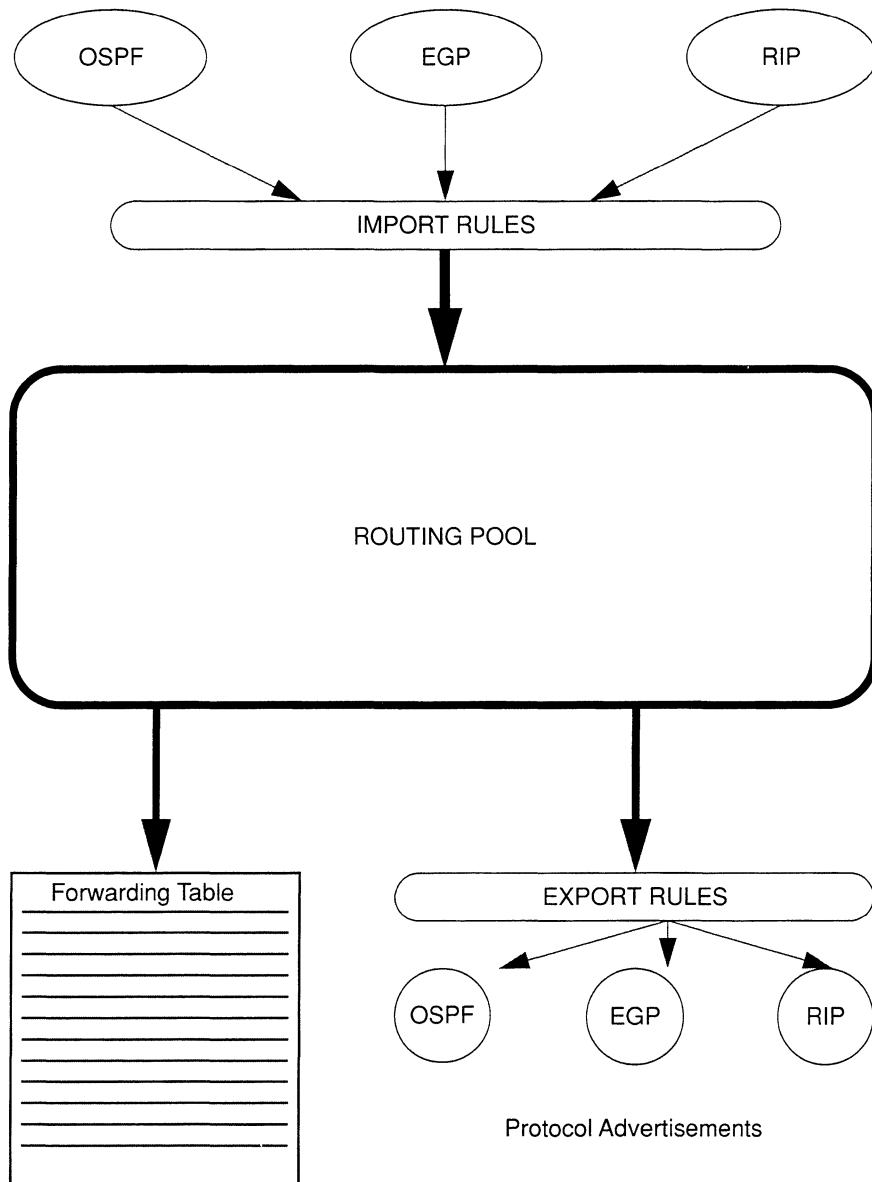 OSPF
EGP
RIP
IMPORT RULES
ROUTING POOL
Forwarding Table
EXPORT RULES
OSPF
EGP
RIP
Protocol Advertisements